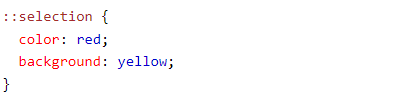 ::selection {
  color: red;
  background: yellow;
}